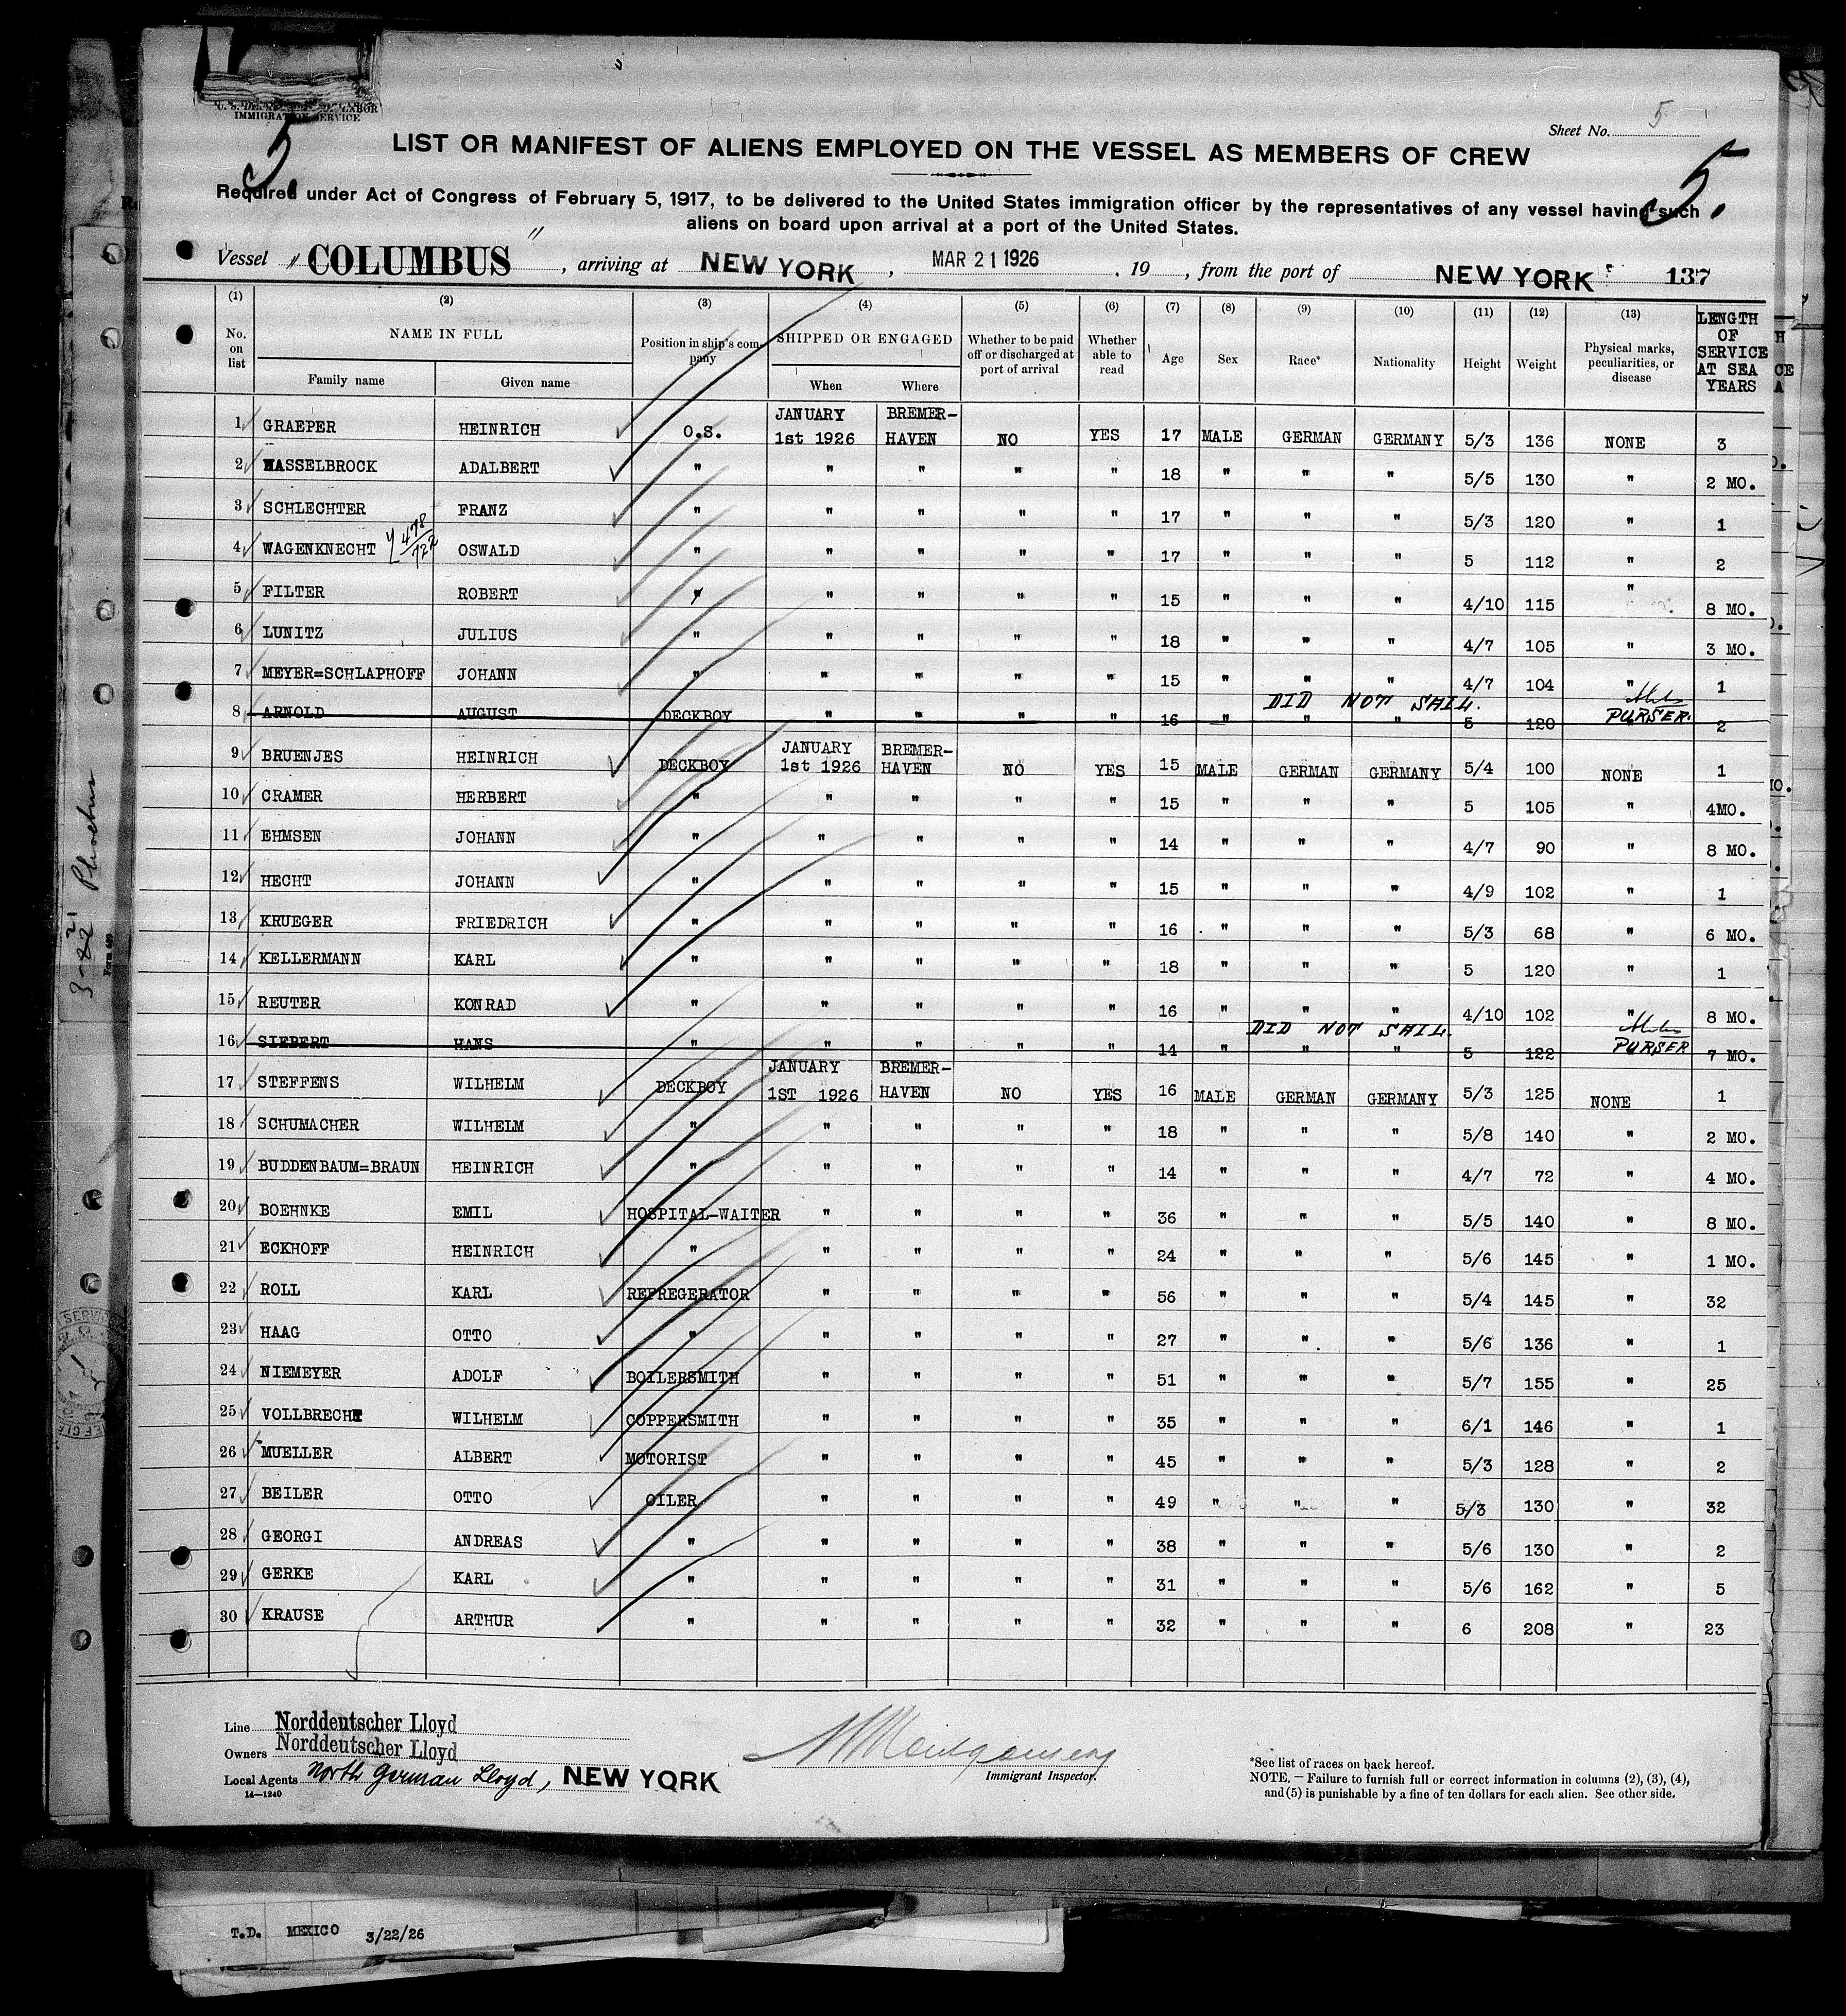 U. S. DEPARTMENT OF LABOR
IMMIGRATION SERVICE
Sheet No. 5
5.
5.
LIST OR MANIFEST OF ALIENS EMPLOYED ON THE VESSEL AS MEMBERS OF CREW
Required under Act of Congress of February 5, 1917, to be delivered to the United States immigration officer by the representatives of any vessel having such
aliens on board upon arrival at a port of the United States.
Vessel " COLUMBUS " , arriving at NEW YORK , MAR 21 1926 , 19 , from the port of NEW YORK 137
(1) (2) (3) (4) (5) (6) (7) (8) (9) (10) (11) (12) (13)
No. on list NAME IN FULL Family name Given name Position in ship's company SHIPPED OR ENGAGED When Where Whether to be paid off or discharged at port of arrival Whether able to read Age Sex Race* Nationality Height Weight Physical marks, peculiarities, or disease LENGTH OF SERVICE AT SEA YEARS
1 GRAEPER HEINRICH O.S. JANUARY 1st 1926 BREMER-HAVEN NO YES 17 MALE GERMAN GERMANY 5/3 136 NONE 3
2 HASSELBROCK ADALBERT " " " " " 18 " " " 5/5 130 " 2 MO.
3 SCHLECHTER FRANZ " " " " " 17 " " " 5/3 120 " 1
4 WAGENKNECHT 478/722 OSWALD " " " " " 17 " " " 5 112 " 2
5 FILTER ROBERT " " " " " 15 " " " 4/10 115 " 8 MO.
6 LUNITZ JULIUS " " " " " 18 " " " 4/7 105 " 3 MO.
7 MEYER=SCHLAPHOFF JOHANN " " " " " 15 " " " 4/7 104 " 1
DID NOT SAIL. PURSER.
8 ARNOLD AUGUST DECKBOY " " " " 16 " " " 5 120 " 2
9 BRUENJES HEINRICH DECKBOY JANUARY 1st 1926 BREMER-HAVEN NO YES 15 MALE GERMAN GERMANY 5/4 100 NONE 1
10 CRAMER HERBERT " " " " " 15 " " " 5 105 " 4MO.
11 EHMSEN JOHANN " " " " " 14 " " " 4/7 90 " 8 MO.
12 HECHT JOHANN " " " " " 15 " " " 4/9 102 " 1
13 KRUEGER FRIEDRICH " " " " " 16 " " " 5/3 68 " 6 MO.
14 KELLERMANN KARL " " " " " 18 " " " 5 120 " 1
15 REUTER KONRAD " " " " " 16 " " " 4/10 102 " 8 MO.
DID NOT SAIL. PURSER
16 SIEBERT HANS " " " " " 14 " " " 5 122 7 MO.
17 STEFFENS WILHELM DECKBOY JANUARY 1ST 1926 BREMER-HAVEN NO YES 16 MALE GERMAN GERMANY 5/3 125 NONE 1
18 SCHUMACHER WILHELM " " " " " 18 " " " 5/8 140 " 2 MO.
19 BUDDENBAUM=BRAUN HEINRICH " " " " " 14 " " " 4/7 72 " 4 MO.
20 BOEHNKE EMIL HOSPITAL-WAITER " " " " 36 " " " 5/5 140 " 8 MO.
21 ECKHOFF HEINRICH " " " " " 24 " " " 5/6 145 " 1 MO.
22 ROLL KARL REFREGERATOR " " " " 56 " " " 5/4 145 " 32
23 HAAG OTTO " " " " " 27 " " " 5/6 136 " 1
24 NIEMEYER ADOLF BOILERSMITH " " " " 51 " " " 5/7 155 " 25
25 VOLLBRECHT WILHELM COPPERSMITH " " " " 35 " " " 6/1 146 " 1
26 MUELLER ALBERT MOTORIST " " " " 45 " " " 5/3 128 " 2
27 BEILER OTTO OILER " " " " 49 " " " 5/3 130 " 32
28 GEORGI ANDREAS " " " " " 38 " " " 5/6 130 " 2
29 GERKE KARL " " " " " 31 " " " 5/6 162 " 5
30 KRAUSE ARTHUR " " " " " 32 " " " 6 208 " 23
Line Norddeutscher Lloyd
Owners Norddeutscher Lloyd
Local Agents North German Lloyd, NEW YORK
14—1240
Montgomery
Immigrant Inspector.
*See list of races on back hereof.
NOTE. — Failure to furnish full or correct information in columns (2), (3), (4),
and (5) is punishable by a fine of ten dollars for each alien. See other side.
Phoebus
Form 689
T.D. MEXICO 3/22/26